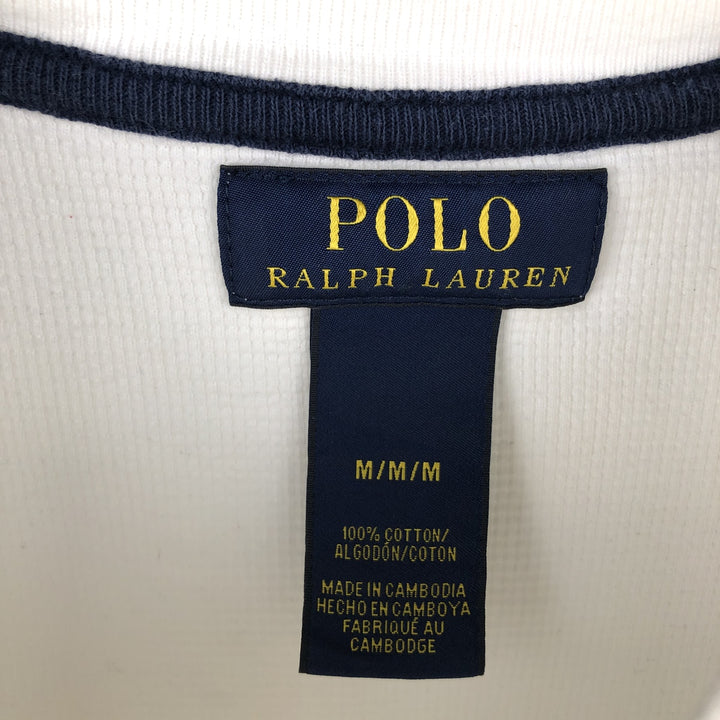 POLO
RALPH LAUREN
M/M/M
100% COTTON/
ALGODÓN/COTON
MADE IN CAMBODIA
HECHO EN CAMBOYA
FABRIQUÉ AU
CAMBODGE